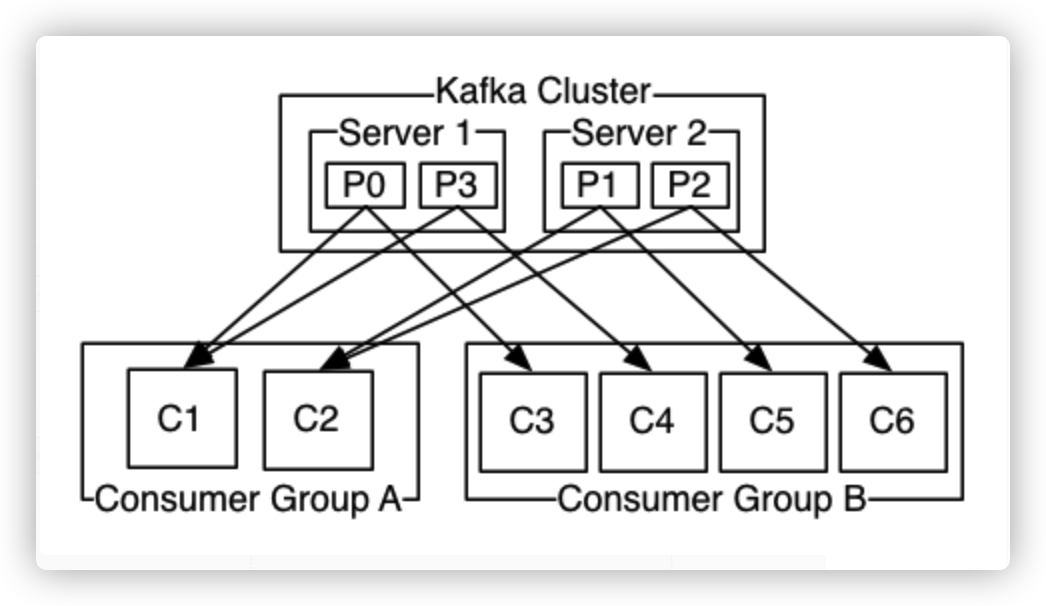 Kafka Cluster
Server 1 Server 2
P0 P3 P1 P2
C1 C2 C3 C4 C5 C6
Consumer Group A Consumer Group B